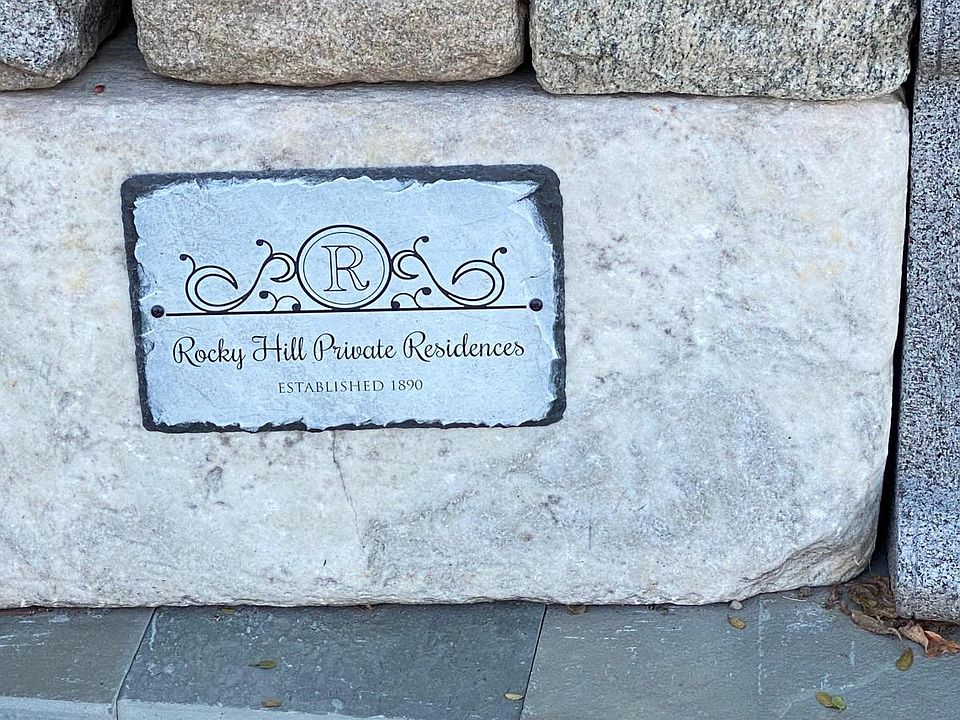 R
Rocky Hill Private Residences
ESTABLISHED 1890